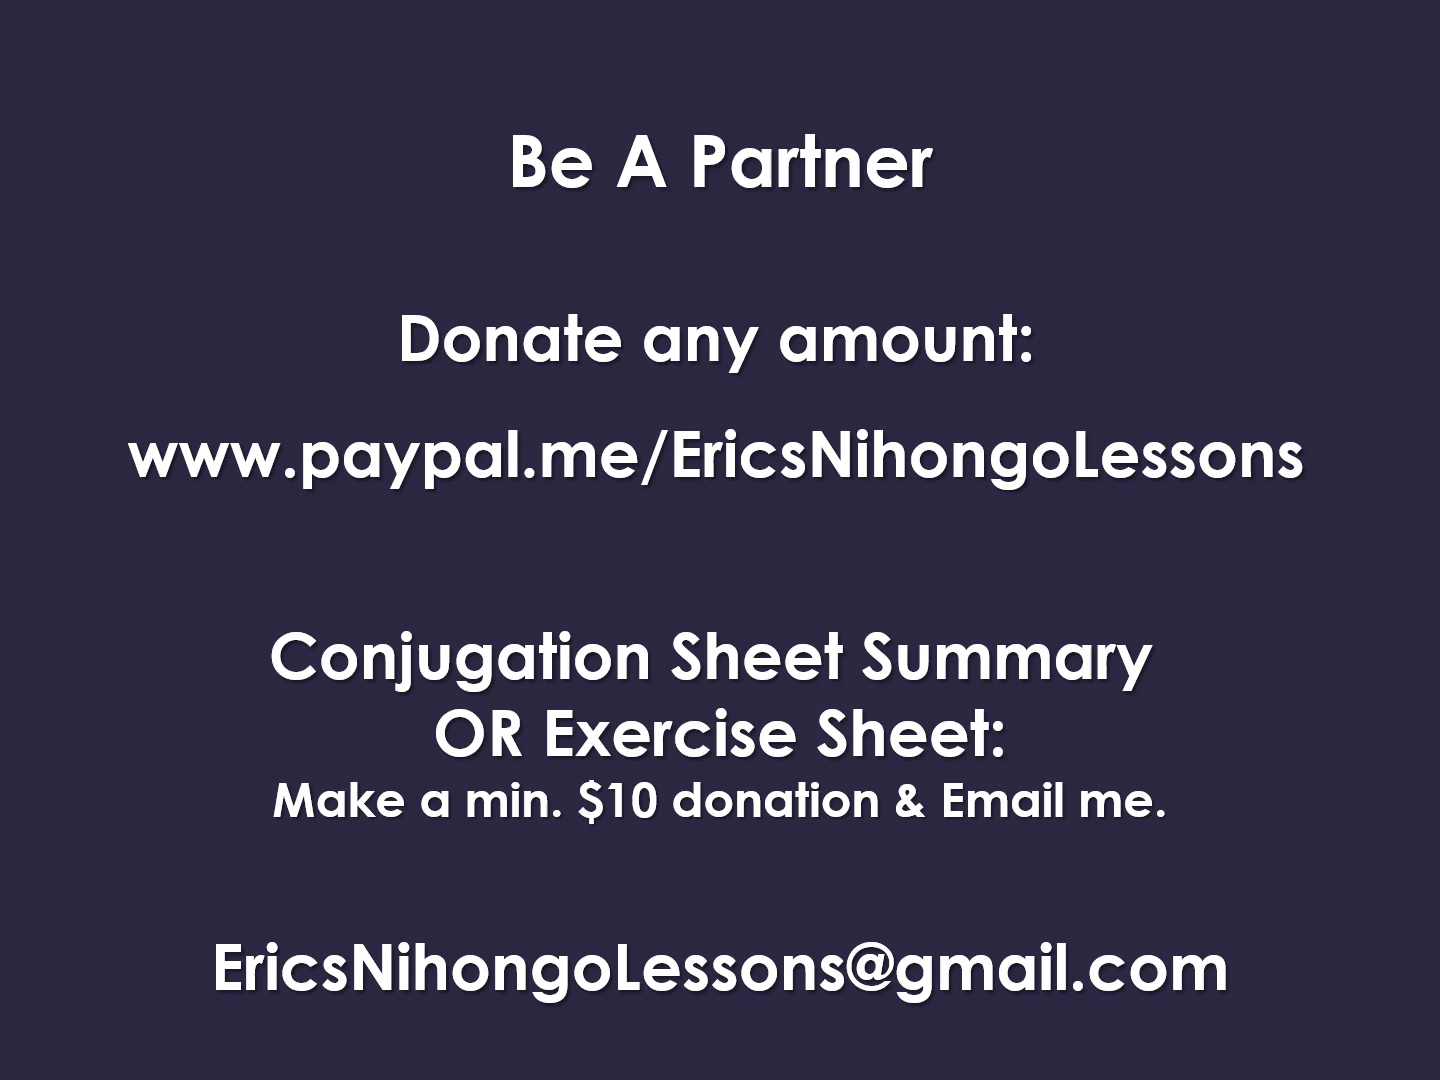 Be A Partner
Donate any amount:
www.paypal.me/EricsNihongoLessons
Conjugation Sheet Summary
OR Exercise Sheet:
Make a min. $10 donation & Email me.
EricsNihongoLessons@gmail.com